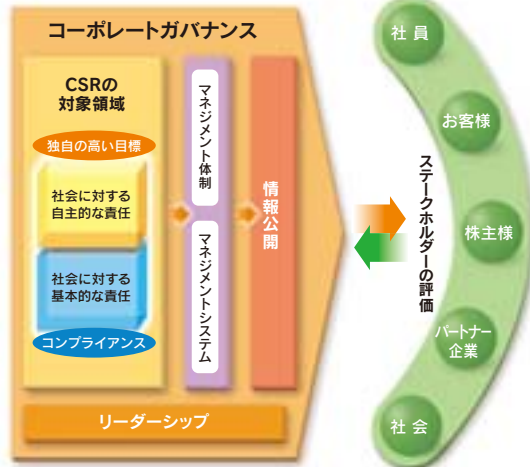 コーポレートガバナンス
CSRの
対象領域
独自の高い目標
社会に対する
自主的な責任
社会に対する
基本的な責任
コンプライアンス
マネジメント体制
マネジメントシステム
情報公開
リーダーシップ
ステークホルダーの評価
社員
お客様
株主様
パートナー
企業
社会